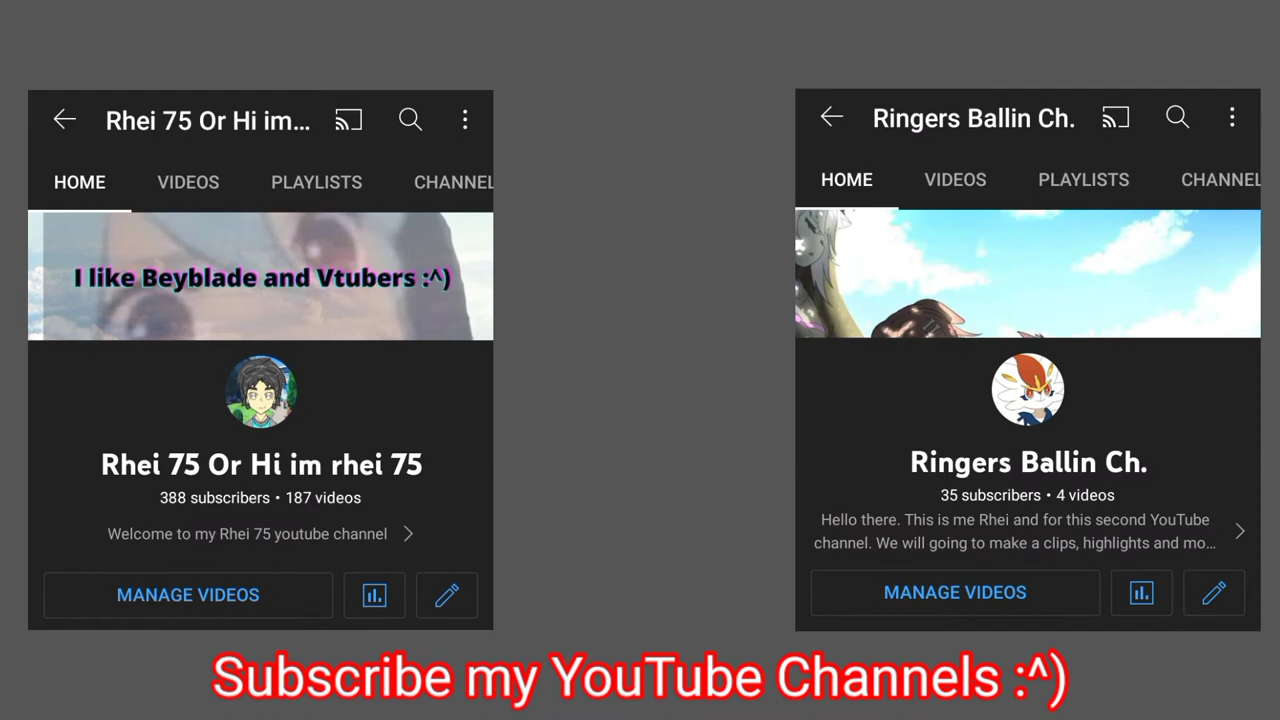 Rhei 75 Or Hi im...
HOME VIDEOS PLAYLISTS CHANNEL
I like Beyblade and Vtubers :^)
Rhei 75 Or Hi im rhei 75
388 subscribers • 187 videos
Welcome to my Rhei 75 youtube channel
MANAGE VIDEOS
Ringers Ballin Ch.
HOME VIDEOS PLAYLISTS CHANNEL
Ringers Ballin Ch.
35 subscribers • 4 videos
Hello there. This is me Rhei and for this second YouTube
channel. We will going to make a clips, highlights and mo...
MANAGE VIDEOS
Subscribe my YouTube Channels :^)